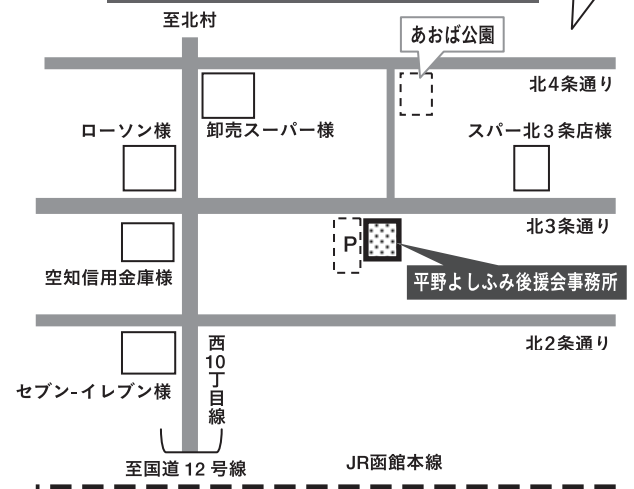 至北村
あおば公園
北4条通り
ローソン様
卸売スーパー様
スパー北3条店様
北3条通り
P
空知信用金庫様
平野よしふみ後援会事務所
北2条通り
西10丁目線
セブン-イレブン様
至国道12号線
JR函館本線